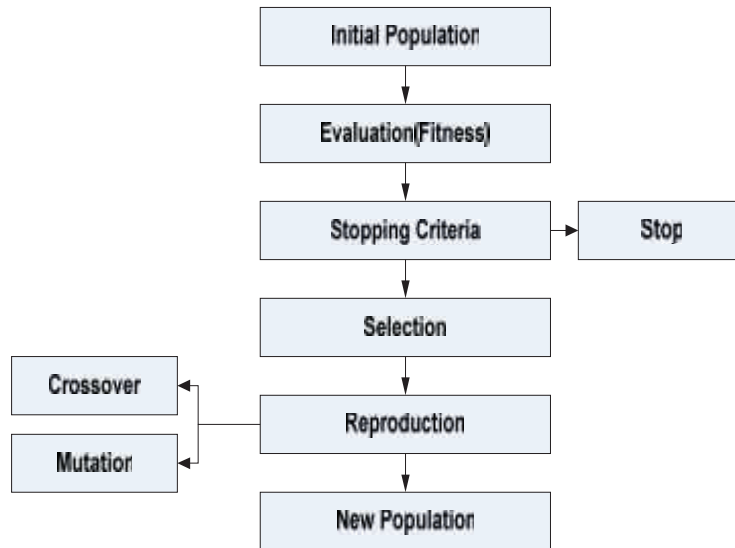 Initial Population
Evaluation(Fitness)
Stopping Criteria
Stop
Selection
Crossover
Reproduction
Mutation
New Population